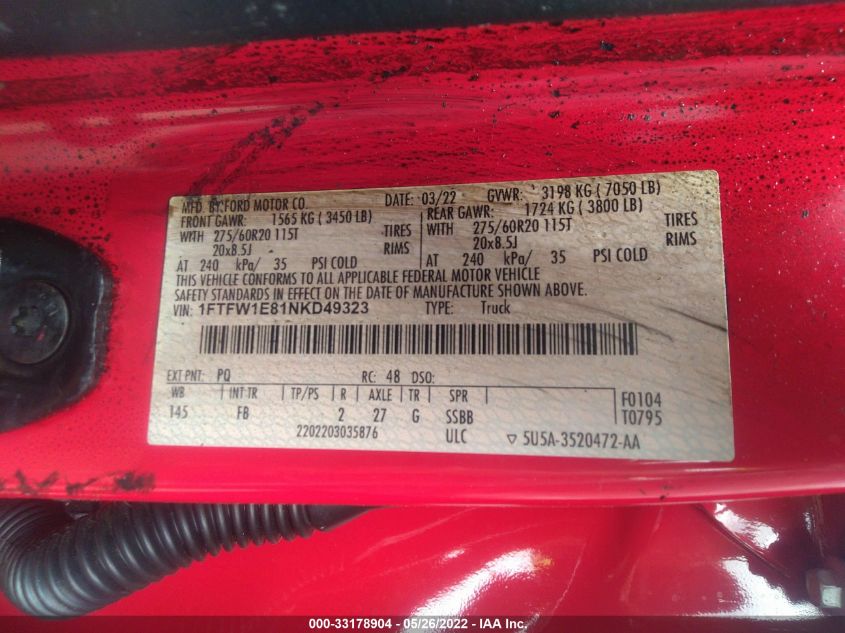 MFD. BY FORD MOTOR CO. DATE: 03/22 GVWR: 3198 KG ( 7050 LB)
FRONT GAWR: 1565 KG ( 3450 LB) REAR GAWR: 1724 KG ( 3800 LB)
WITH 275/60R20 115T TIRES WITH 275/60R20 115T TIRES
20x8.5J RIMS 20x8.5J RIMS
AT 240 kPa/ 35 PSI COLD AT 240 kPa/ 35 PSI COLD
THIS VEHICLE CONFORMS TO ALL APPLICABLE FEDERAL MOTOR VEHICLE
SAFETY STANDARDS IN EFFECT ON THE DATE OF MANUFACTURE SHOWN ABOVE.
VIN: 1FTFW1E81NKD49323 TYPE: Truck
EXT PNT: PQ RC: 48 DSO:
WB INT TR TP/PS R AXLE TR SPR F0104
145 FB 2 27 G SSBB T0795
2202203035876 ULC ▽ 5U5A-3520472-AA
000-33178904 - 05/26/2022 - IAA Inc.